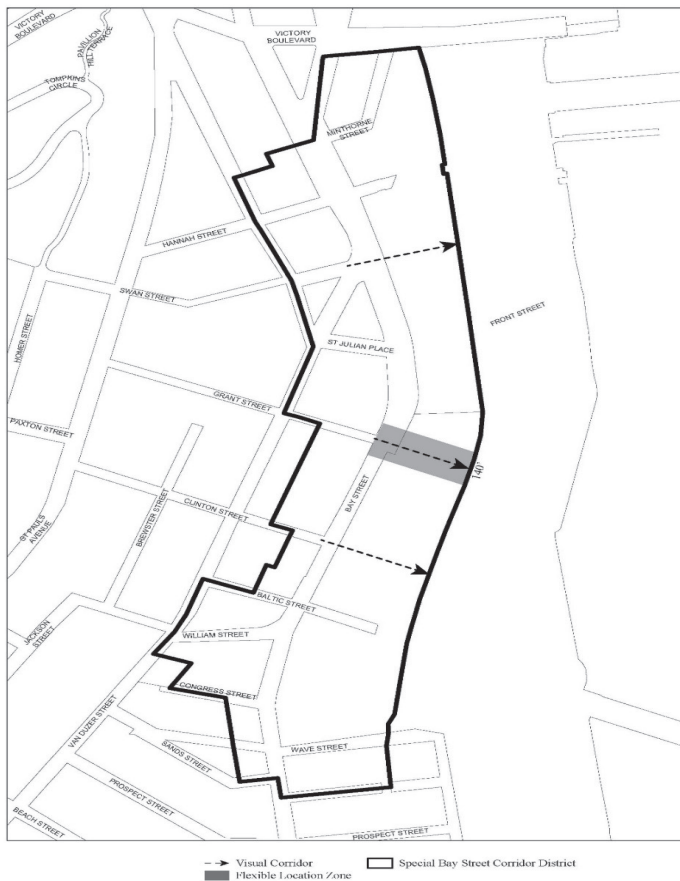 VICTORY
BOULEVARD
PAVILLION
HILL TERRACE
TOMPKINS
CIRCLE
VICTORY
BOULEVARD
MINTHORNE
STREET
HANNAH STREET
SWAN STREET
HOMER STREET
FRONT STREET
ST JULIAN PLACE
GRANT STREET
PAXTON STREET
140'
BAY STREET
CLINTON STREET
BREWSTER STREET
ST PAULS
AVENUE
BALTIC STREET
WILLIAM STREET
JACKSON
STREET
CONGRESS STREET
VAN DUZER STREET
WAVE STREET
SANDS STREET
PROSPECT STREET
BEACH STREET
PROSPECT STREET
Visual Corridor
Special Bay Street Corridor District
Flexible Location Zone